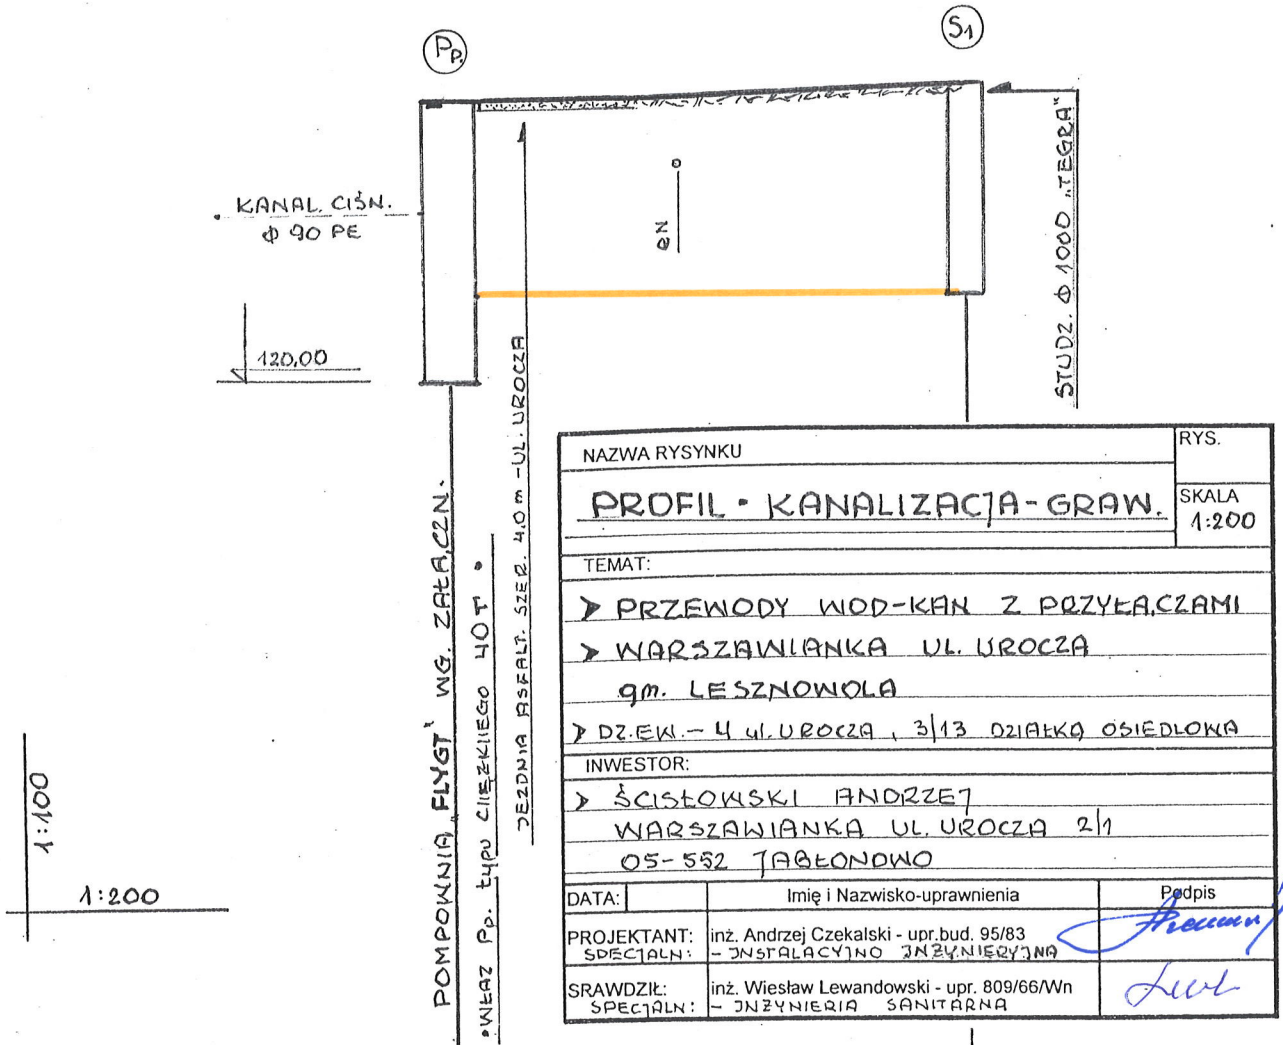 Pp.
S1
KANAL. CIŚN.
Φ 90 PE
eN
120,00
STUDZ. Φ 1000 „TEGRA"
JEZDNIA ASFALT. SZER. 4.0 m - UL. UROCZA
POMPOWNIA „FLYGT" WG. ZAŁĄCZN.
• WŁAZ Pp. typu CIĘŻKIEGO 40T •
1:100
1:200
NAZWA RYSYNKU
RYS.
PROFIL • KANALIZACJA - GRAW.
SKALA
1:200
TEMAT:
PRZEWODY WOD-KAN Z PRZYŁĄCZAMI
WARSZAWIANKA UL. UROCZA
gm. LESZNOWOLA
DZ.EW. - 4 ul. UROCZA , 3/13 DZIAŁKA OSIEDLOWA
INWESTOR:
ŚCISŁOWSKI ANDRZEJ
WARSZAWIANKA UL. UROCZA 2/1
05-552 JABŁONOWO
DATA:
Imię i Nazwisko-uprawnienia
Podpis
PROJEKTANT: inż. Andrzej Czekalski - upr.bud. 95/83
SPECJALN: - INSTALACYJNO INŻYNIERYJNA
SRAWDZIŁ: inż. Wiesław Lewandowski - upr. 809/66/Wn
SPECJALN: - INŻYNIERIA SANITARNA